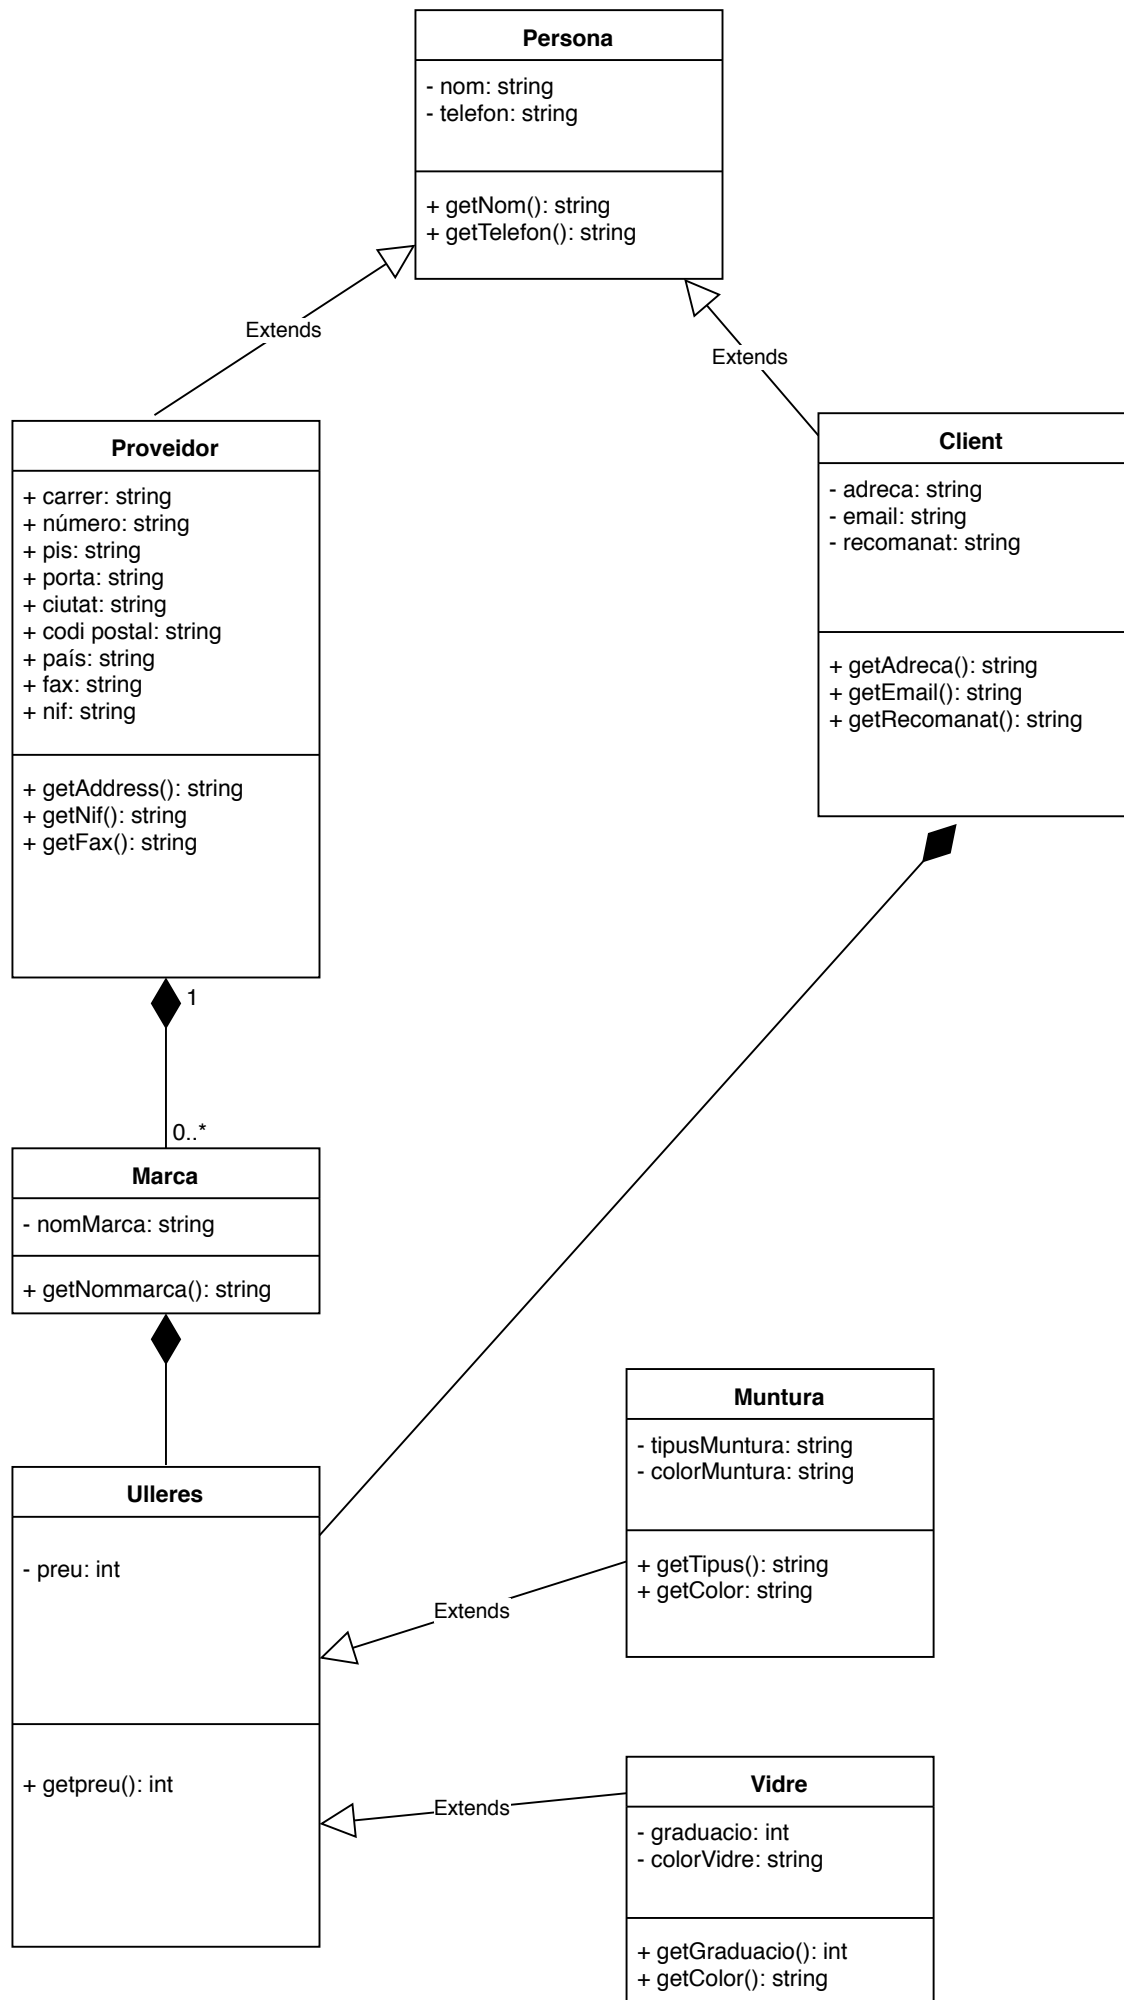 Persona
- nom: string
- telefon: string
+ getNom(): string
+ getTelefon(): string
Extends
Extends
Proveidor
+ carrer: string
+ número: string
+ pis: string
+ porta: string
+ ciutat: string
+ codi postal: string
+ país: string
+ fax: string
+ nif: string
+ getAddress(): string
+ getNif(): string
+ getFax(): string
Client
- adreca: string
- email: string
- recomanat: string
+ getAdreca(): string
+ getEmail(): string
+ getRecomanat(): string
1
0..*
Marca
- nomMarca: string
+ getNommarca(): string
Ulleres
- preu: int
+ getpreu(): int
Muntura
- tipusMuntura: string
- colorMuntura: string
+ getTipus(): string
+ getColor: string
Extends
Extends
Vidre
- graduacio: int
- colorVidre: string
+ getGraduacio(): int
+ getColor(): string